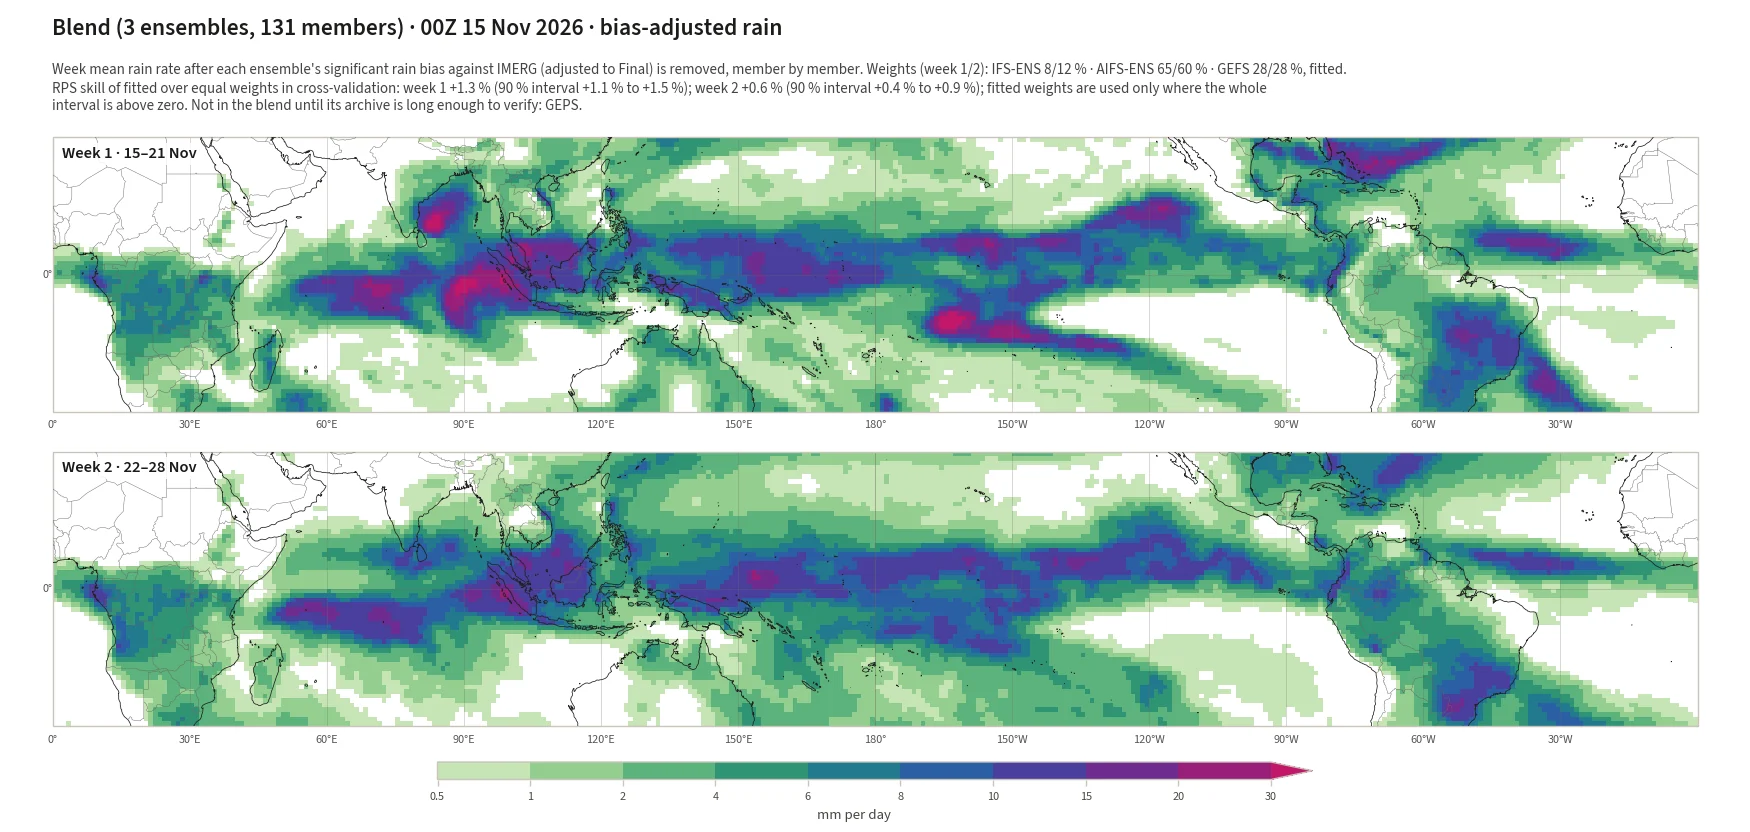 Blend (3 ensembles, 131 members) · 00Z 15 Nov 2026 · bias-adjusted rain
Week mean rain rate after each ensemble's significant rain bias against IMERG (adjusted to Final) is removed, member by member. Weights (week 1/2): IFS-ENS 8/12 % · AIFS-ENS 65/60 % · GEFS 28/28 %, fitted.
RPS skill of fitted over equal weights in cross-validation: week 1 +1.3 % (90 % interval +1.1 % to +1.5 %); week 2 +0.6 % (90 % interval +0.4 % to +0.9 %); fitted weights are used only where the whole
interval is above zero. Not in the blend until its archive is long enough to verify: GEPS.
Week 1 · 15–21 Nov
0°
0° 30°E 60°E 90°E 120°E 150°E 180° 150°W 120°W 90°W 60°W 30°W
Week 2 · 22–28 Nov
0°
0° 30°E 60°E 90°E 120°E 150°E 180° 150°W 120°W 90°W 60°W 30°W
0.5 1 2 4 6 8 10 15 20 30
mm per day